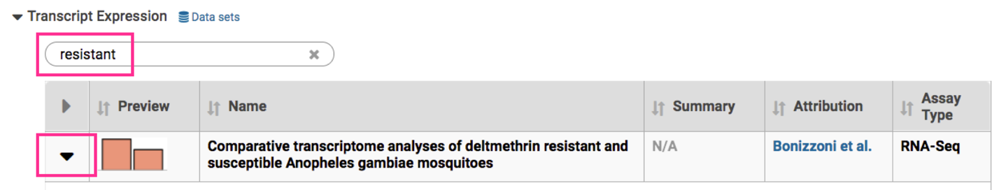 Transcript Expression Data sets
resistant
Preview Name Summary Attribution Assay Type
Comparative transcriptome analyses of deltmethrin resistant and
susceptible Anopheles gambiae mosquitoes
N/A Bonizzoni et al. RNA-Seq